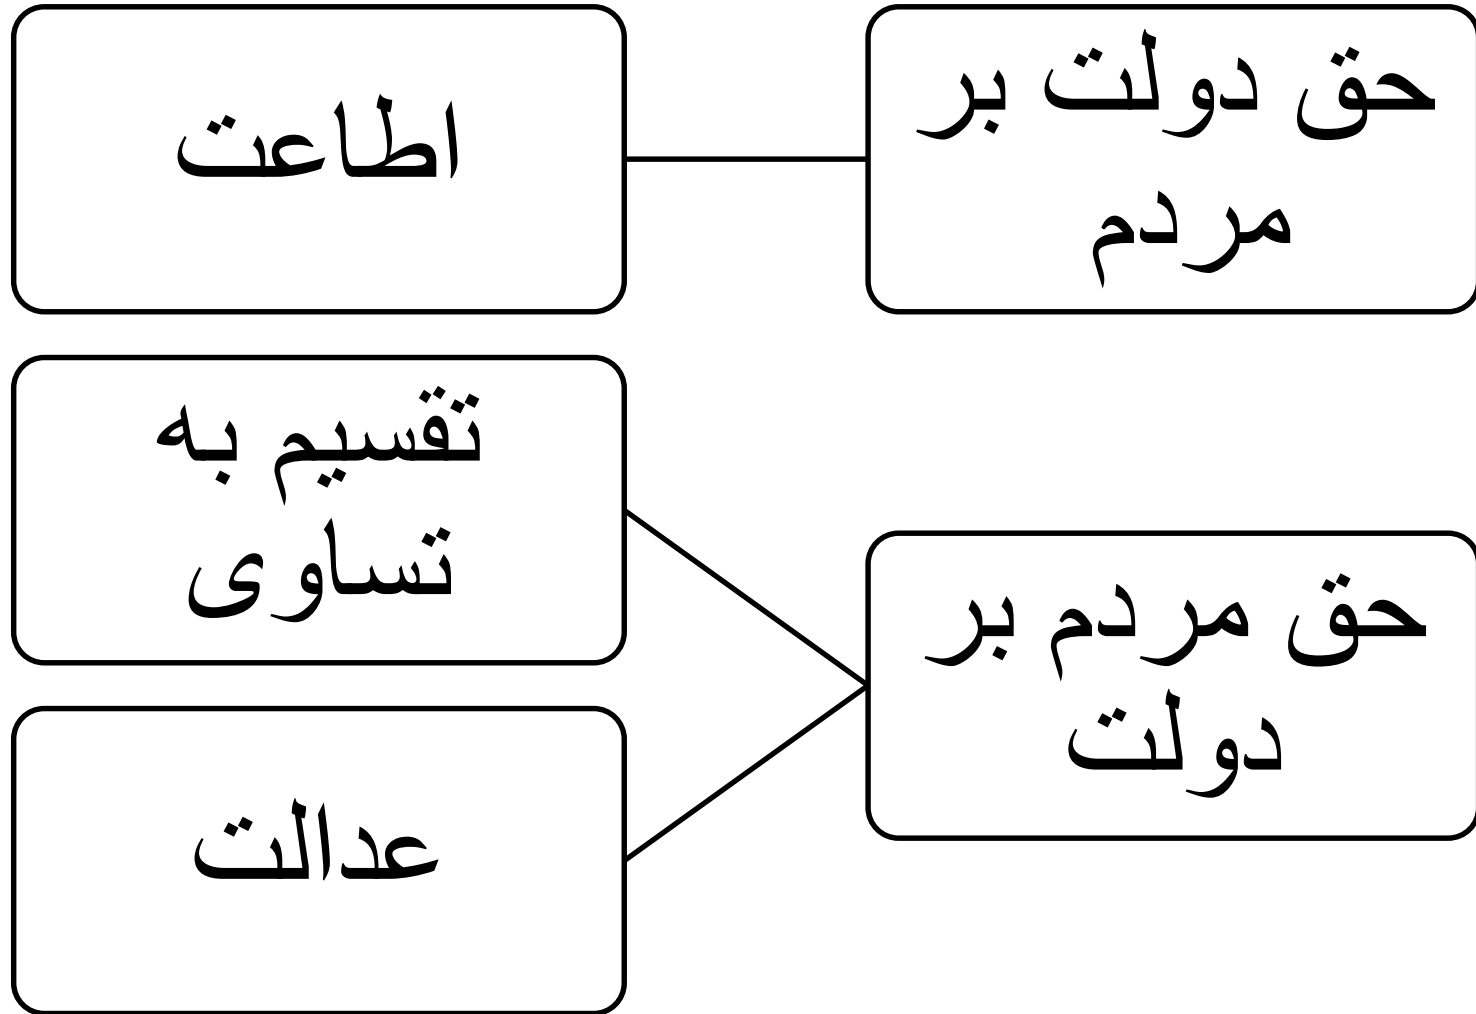 حق دولت بر
مردم
اطاعت
حق مردم بر
دولت
تقسیم به
تساوی
عدالت